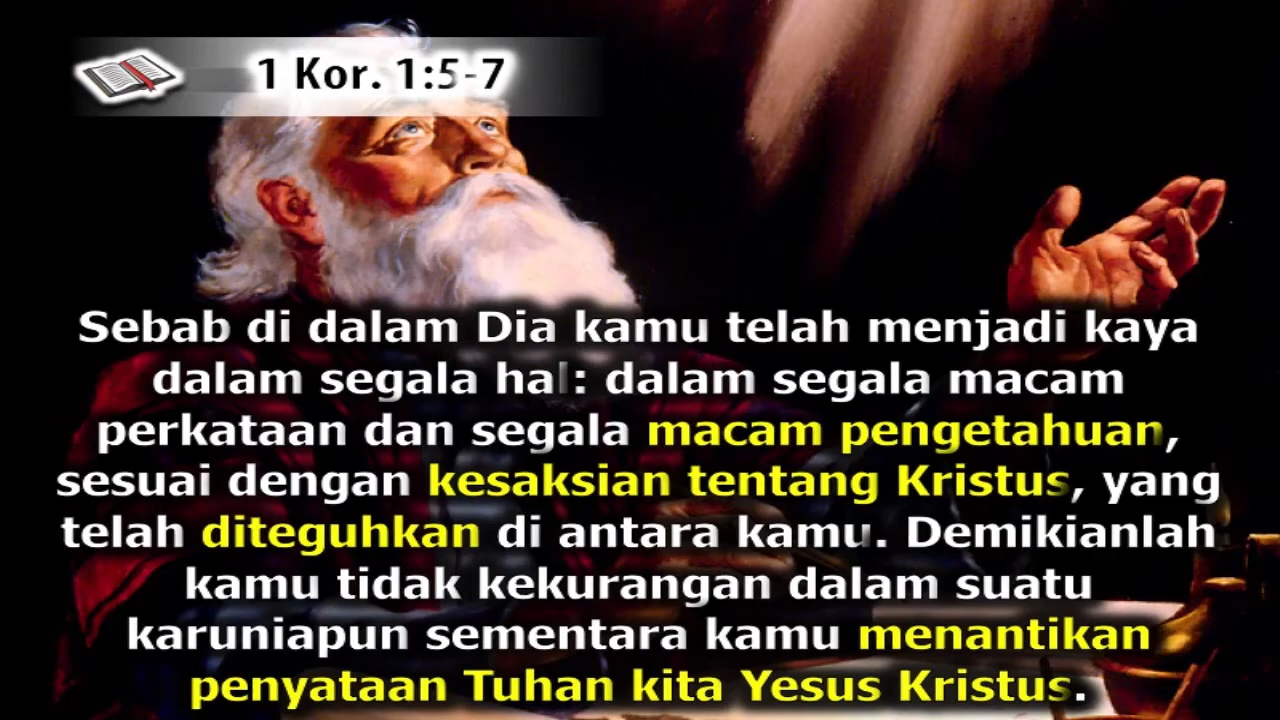 1 Kor. 1:5-7
Sebab di dalam Dia kamu telah menjadi kaya
dalam segala hal: dalam segala macam
perkataan dan segala macam pengetahuan,
sesuai dengan kesaksian tentang Kristus, yang
telah diteguhkan di antara kamu. Demikianlah
kamu tidak kekurangan dalam suatu
karuniapun sementara kamu menantikan
penyataan Tuhan kita Yesus Kristus.